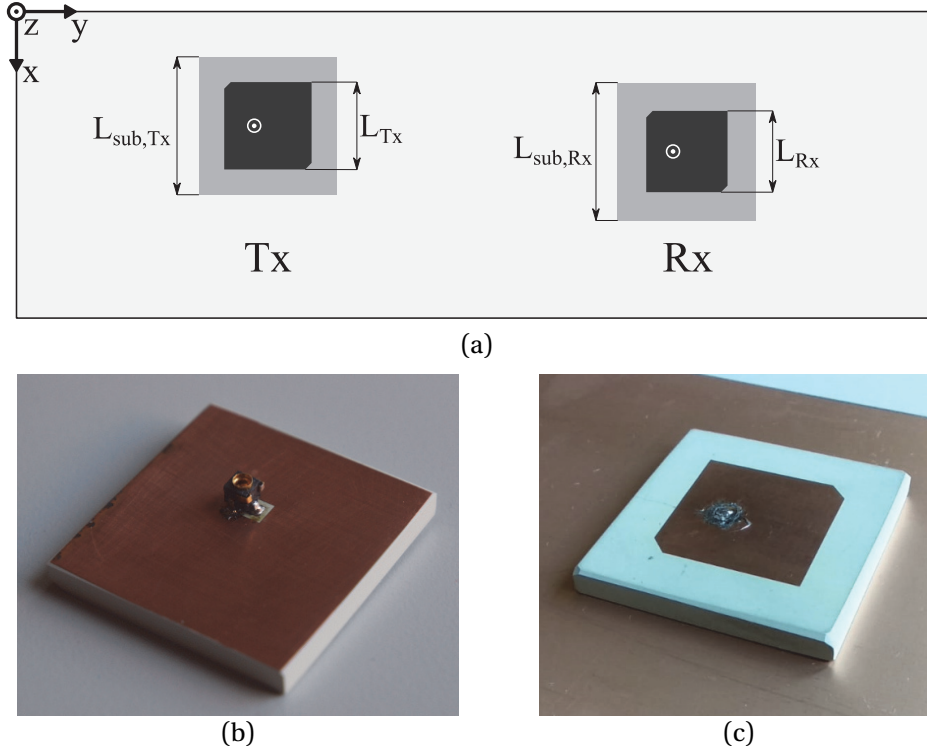 z
y
x
L_sub,Tx
L_Tx
L_sub,Rx
L_Rx
Tx
Rx
(a)
(b)
(c)